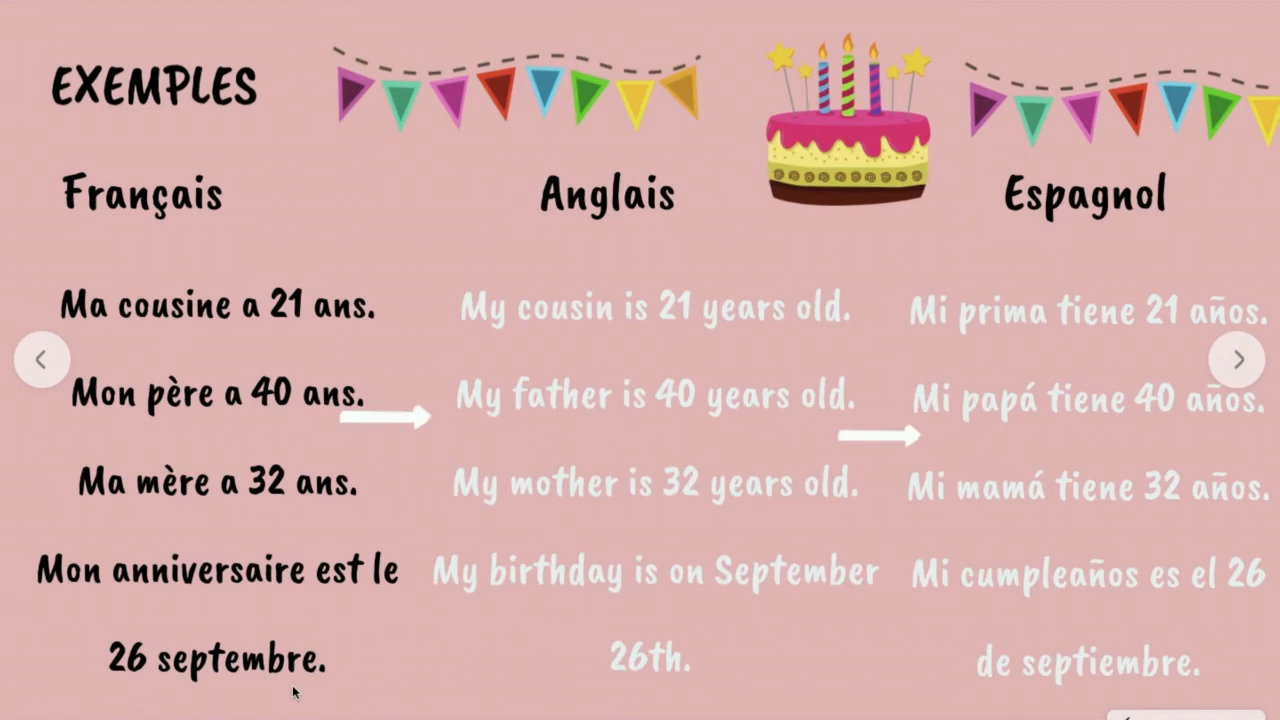 EXEMPLES
Français Anglais Espagnol
Ma cousine a 21 ans. My cousin is 21 years old. Mi prima tiene 21 años.
Mon père a 40 ans. My father is 40 years old. Mi papá tiene 40 años.
Ma mère a 32 ans. My mother is 32 years old. Mi mamá tiene 32 años.
Mon anniversaire est le My birthday is on September Mi cumpleaños es el 26
26 septembre. 26th. de septiembre.